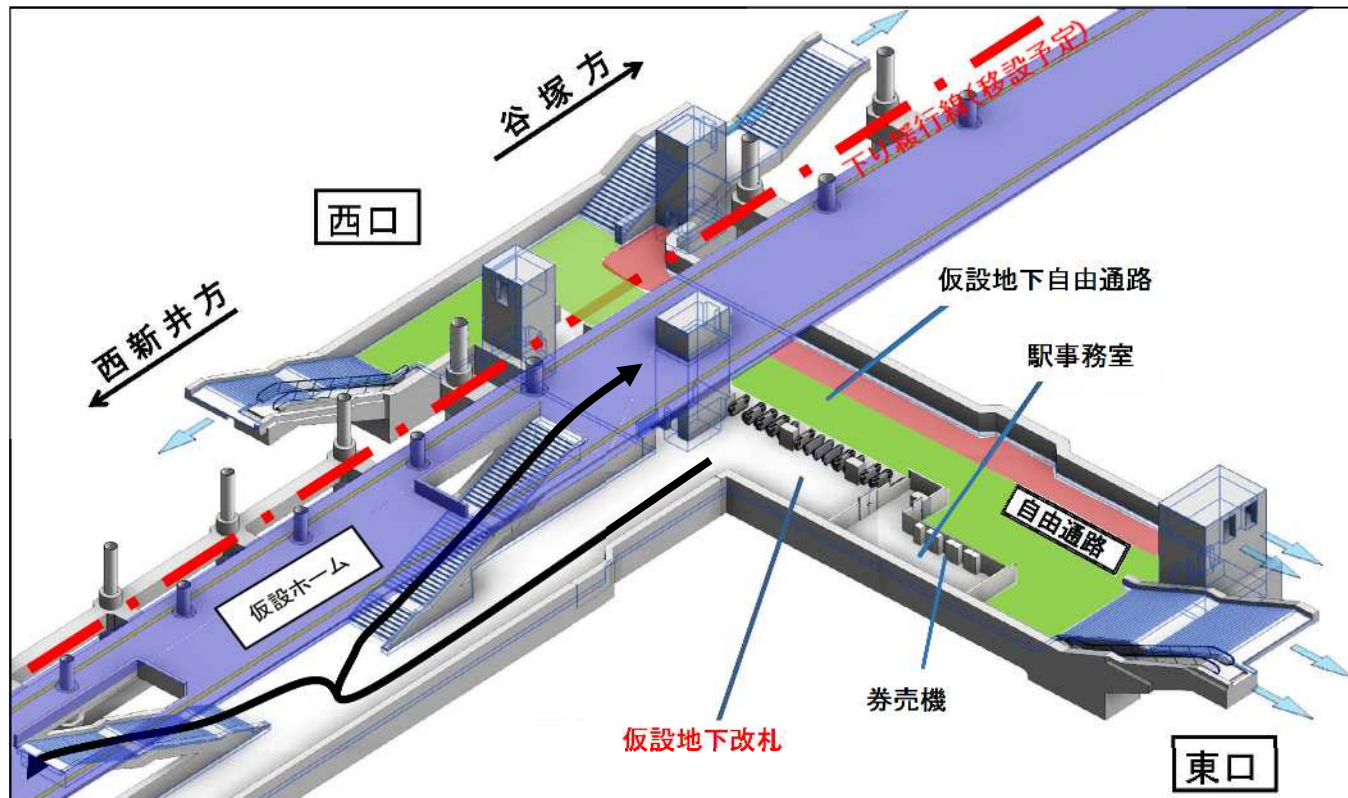 谷塚方
下り緩行線(移設予定)
西口
西新井方
仮設地下自由通路
駅事務室
自由通路
仮設ホーム
券売機
仮設地下改札
東口